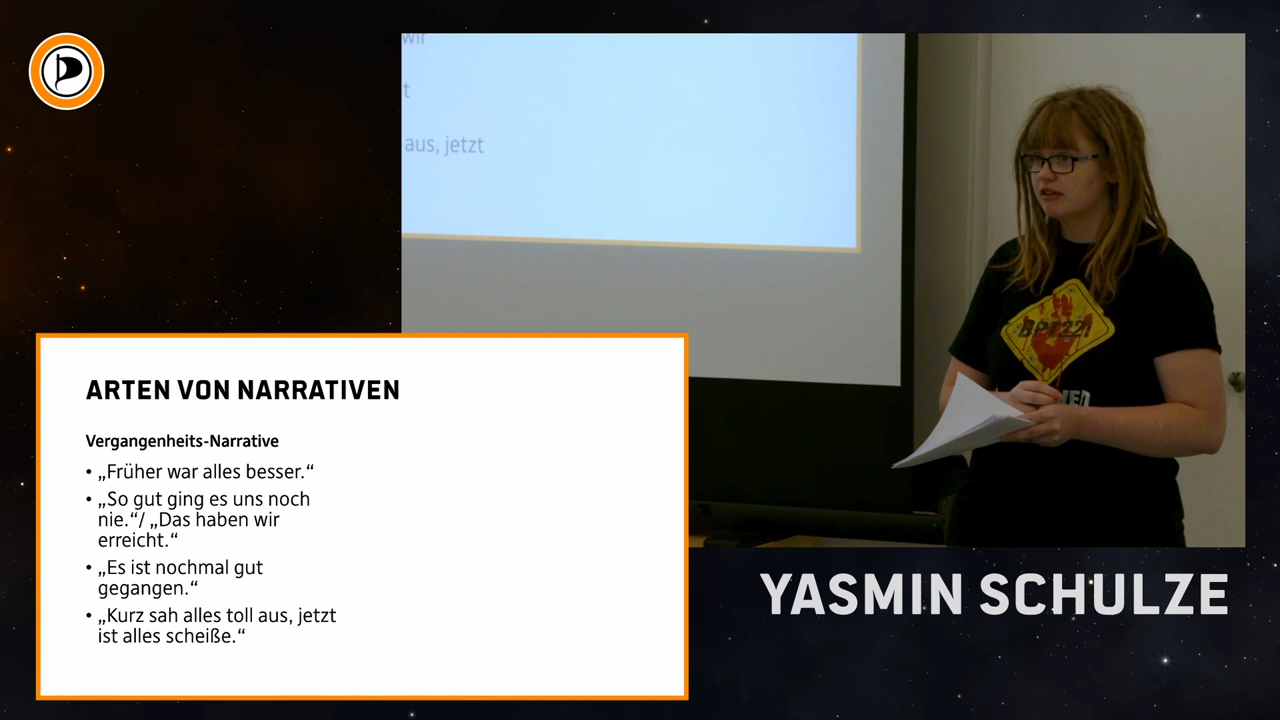 wir
t
aus, jetzt
BPT221
ARTEN VON NARRATIVEN
Vergangenheits-Narrative
• „Früher war alles besser.“
• „So gut ging es uns noch
nie.“/ „Das haben wir
erreicht.“
• „Es ist nochmal gut
gegangen.“
• „Kurz sah alles toll aus, jetzt
ist alles scheiße.“
YASMIN SCHULZE